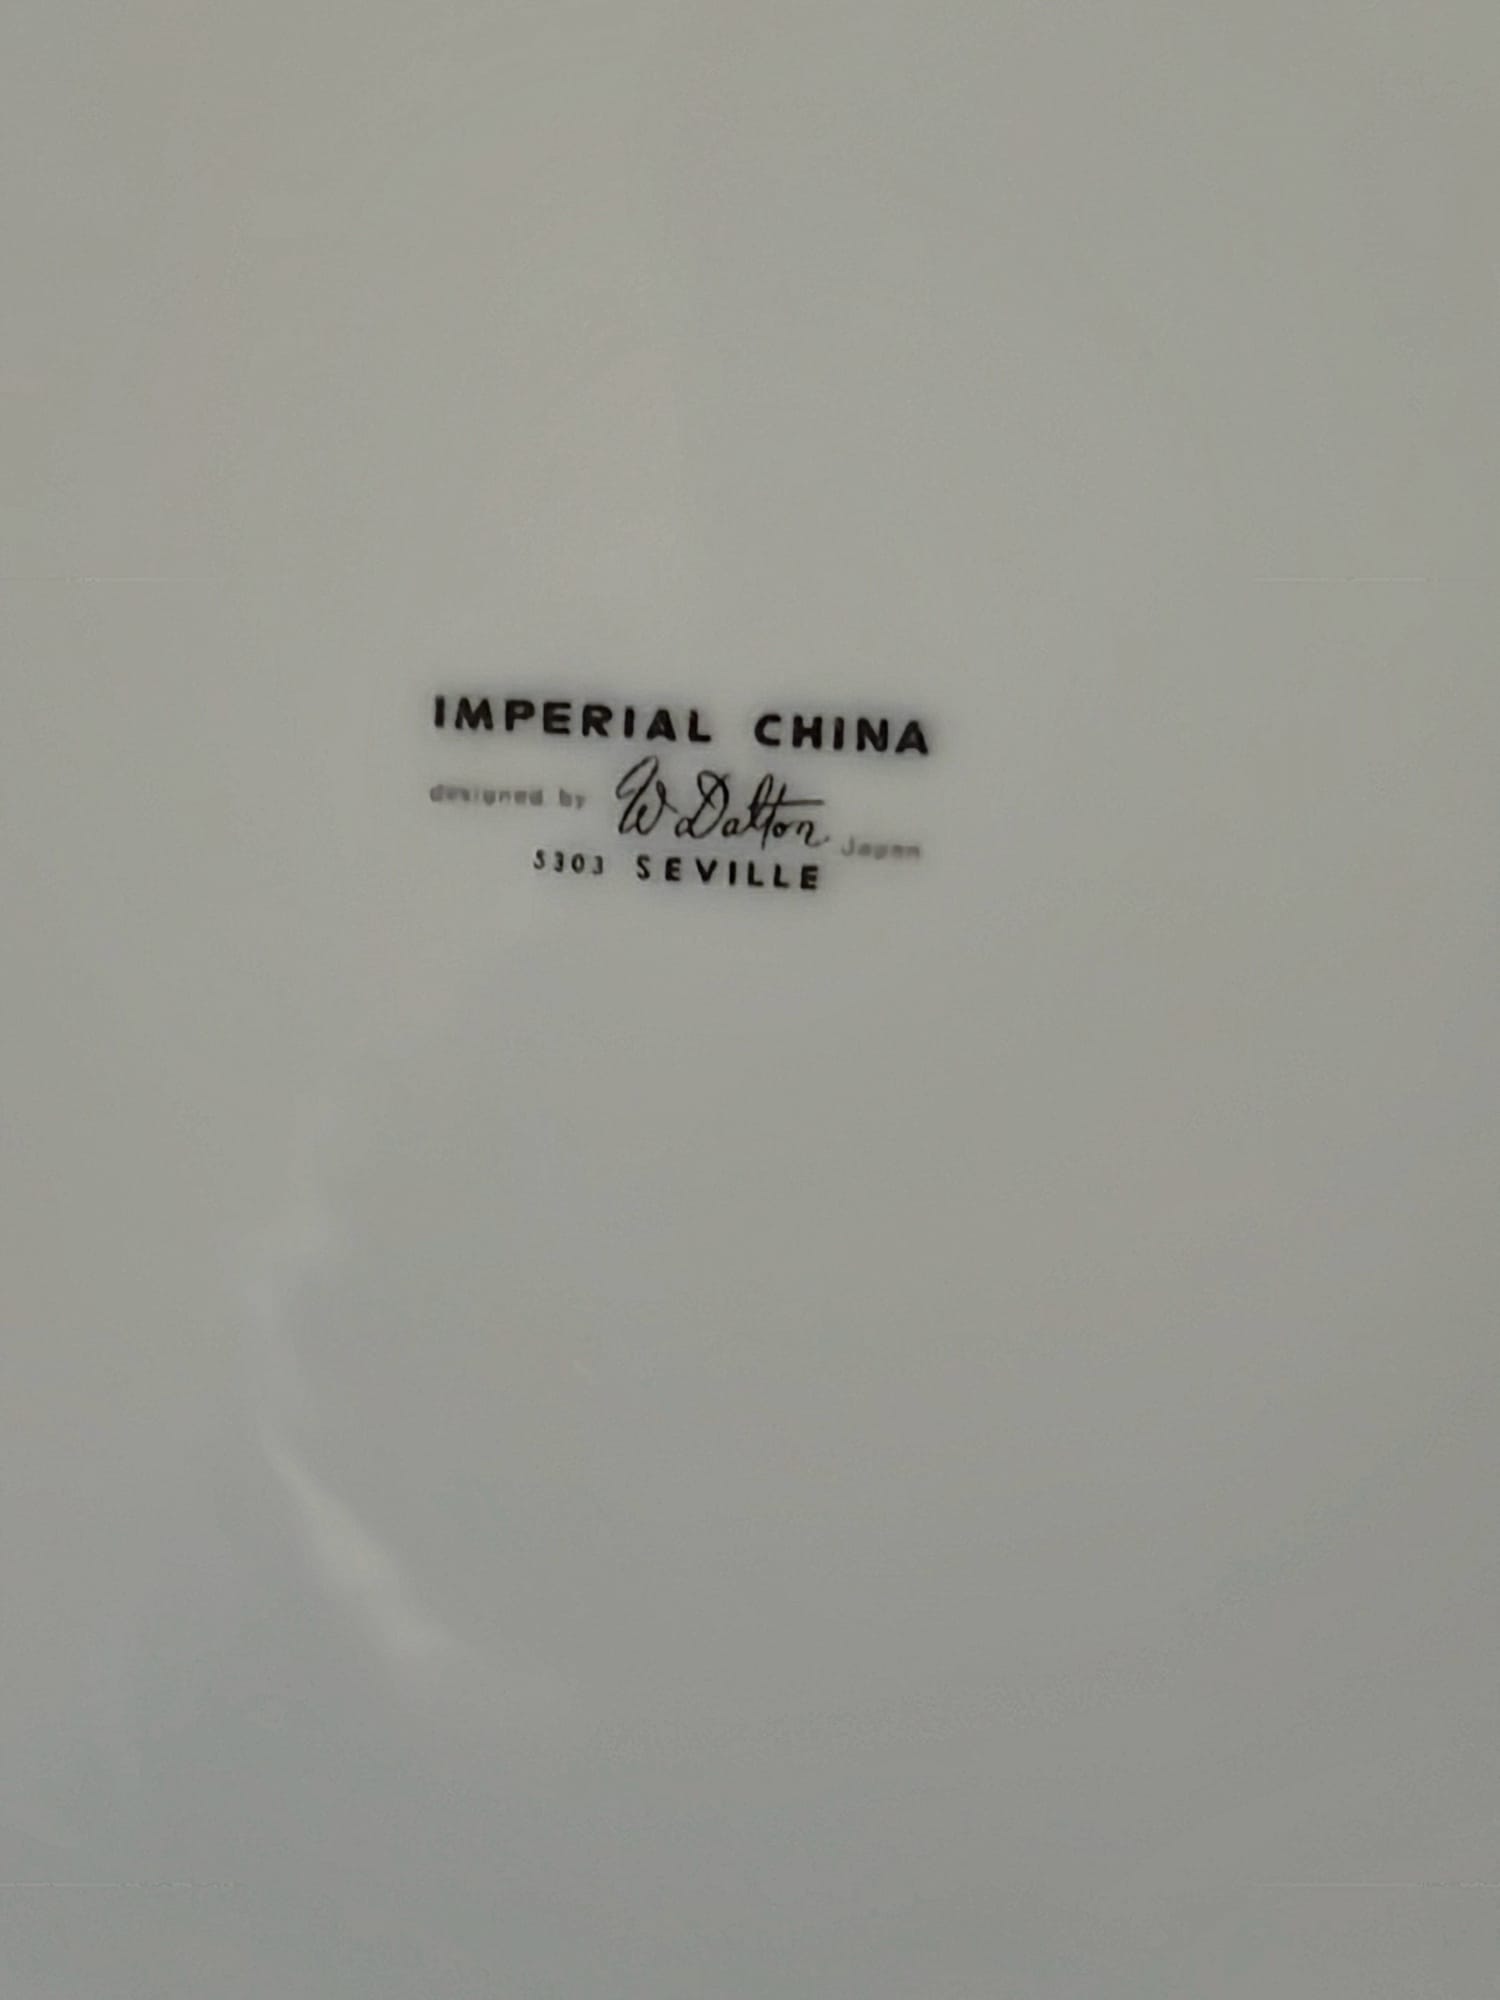 IMPERIAL CHINA
designed by W Dalton Japan
5303 SEVILLE